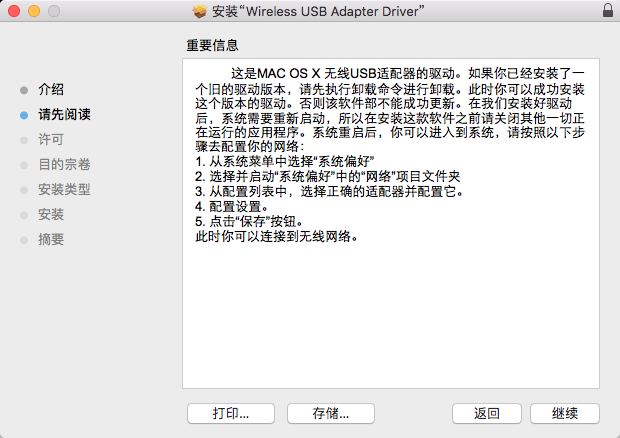 安装“Wireless USB Adapter Driver”
重要信息
介绍
请先阅读
许可
目的宗卷
安装类型
安装
摘要
这是MAC OS X 无线USB适配器的驱动。如果你已经安装了一
个旧的驱动版本，请先执行卸载命令进行卸载。此时你可以成功安装
这个版本的驱动。否则该软件部不能成功更新。在我们安装好驱动
后，系统需要重新启动，所以在安装这款软件之前请关闭其他一切正
在运行的应用程序。系统重启后，你可以进入到系统，请按照以下步
骤去配置你的网络：
1. 从系统菜单中选择“系统偏好”
2. 选择并启动“系统偏好”中的“网络”项目文件夹
3. 从配置列表中，选择正确的适配器并配置它。
4. 配置设置。
5. 点击“保存”按钮。
此时你可以连接到无线网络。
打印...
存储...
返回
继续